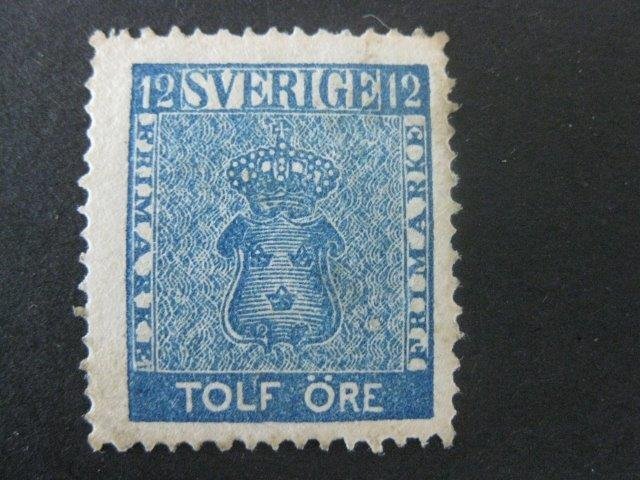 12 SVERIGE 12
FRIMARKE
FRIMARKE
TOLF ÖRE